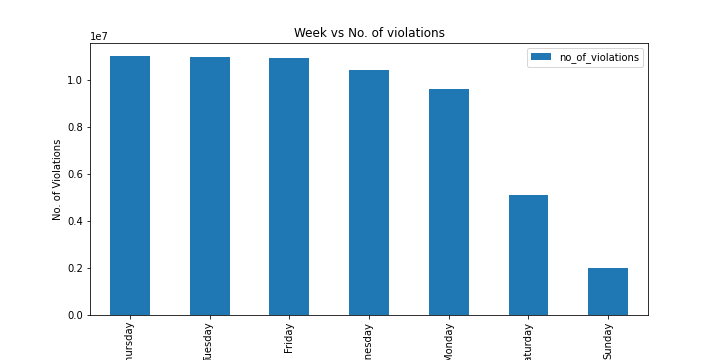 Week vs No. of violations
1e7
no_of_violations
1.0
0.8
0.6
0.4
0.2
0.0
No. of Violations
hursday
uesday
Friday
nesday
Monday
aturday
Sunday